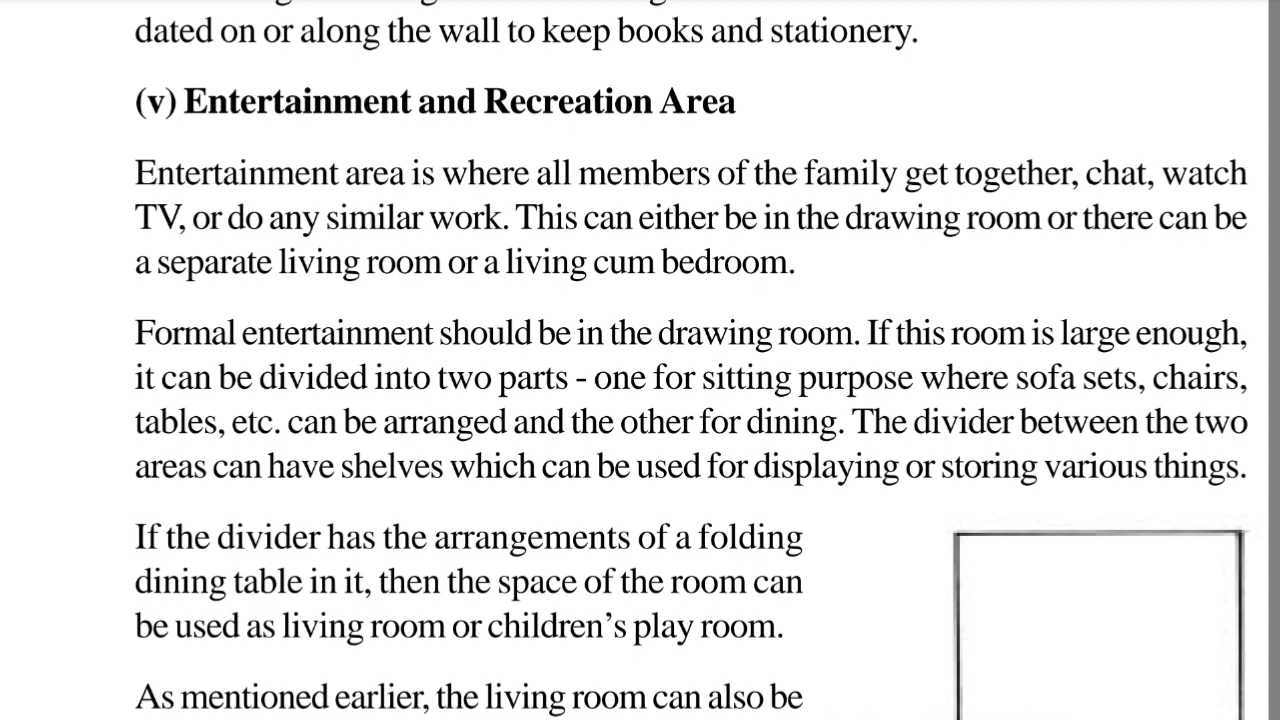 dated on or along the wall to keep books and stationery.
(v) Entertainment and Recreation Area
Entertainment area is where all members of the family get together, chat, watch
TV, or do any similar work. This can either be in the drawing room or there can be
a separate living room or a living cum bedroom.
Formal entertainment should be in the drawing room. If this room is large enough,
it can be divided into two parts - one for sitting purpose where sofa sets, chairs,
tables, etc. can be arranged and the other for dining. The divider between the two
areas can have shelves which can be used for displaying or storing various things.
If the divider has the arrangements of a folding
dining table in it, then the space of the room can
be used as living room or children’s play room.
As mentioned earlier, the living room can also be